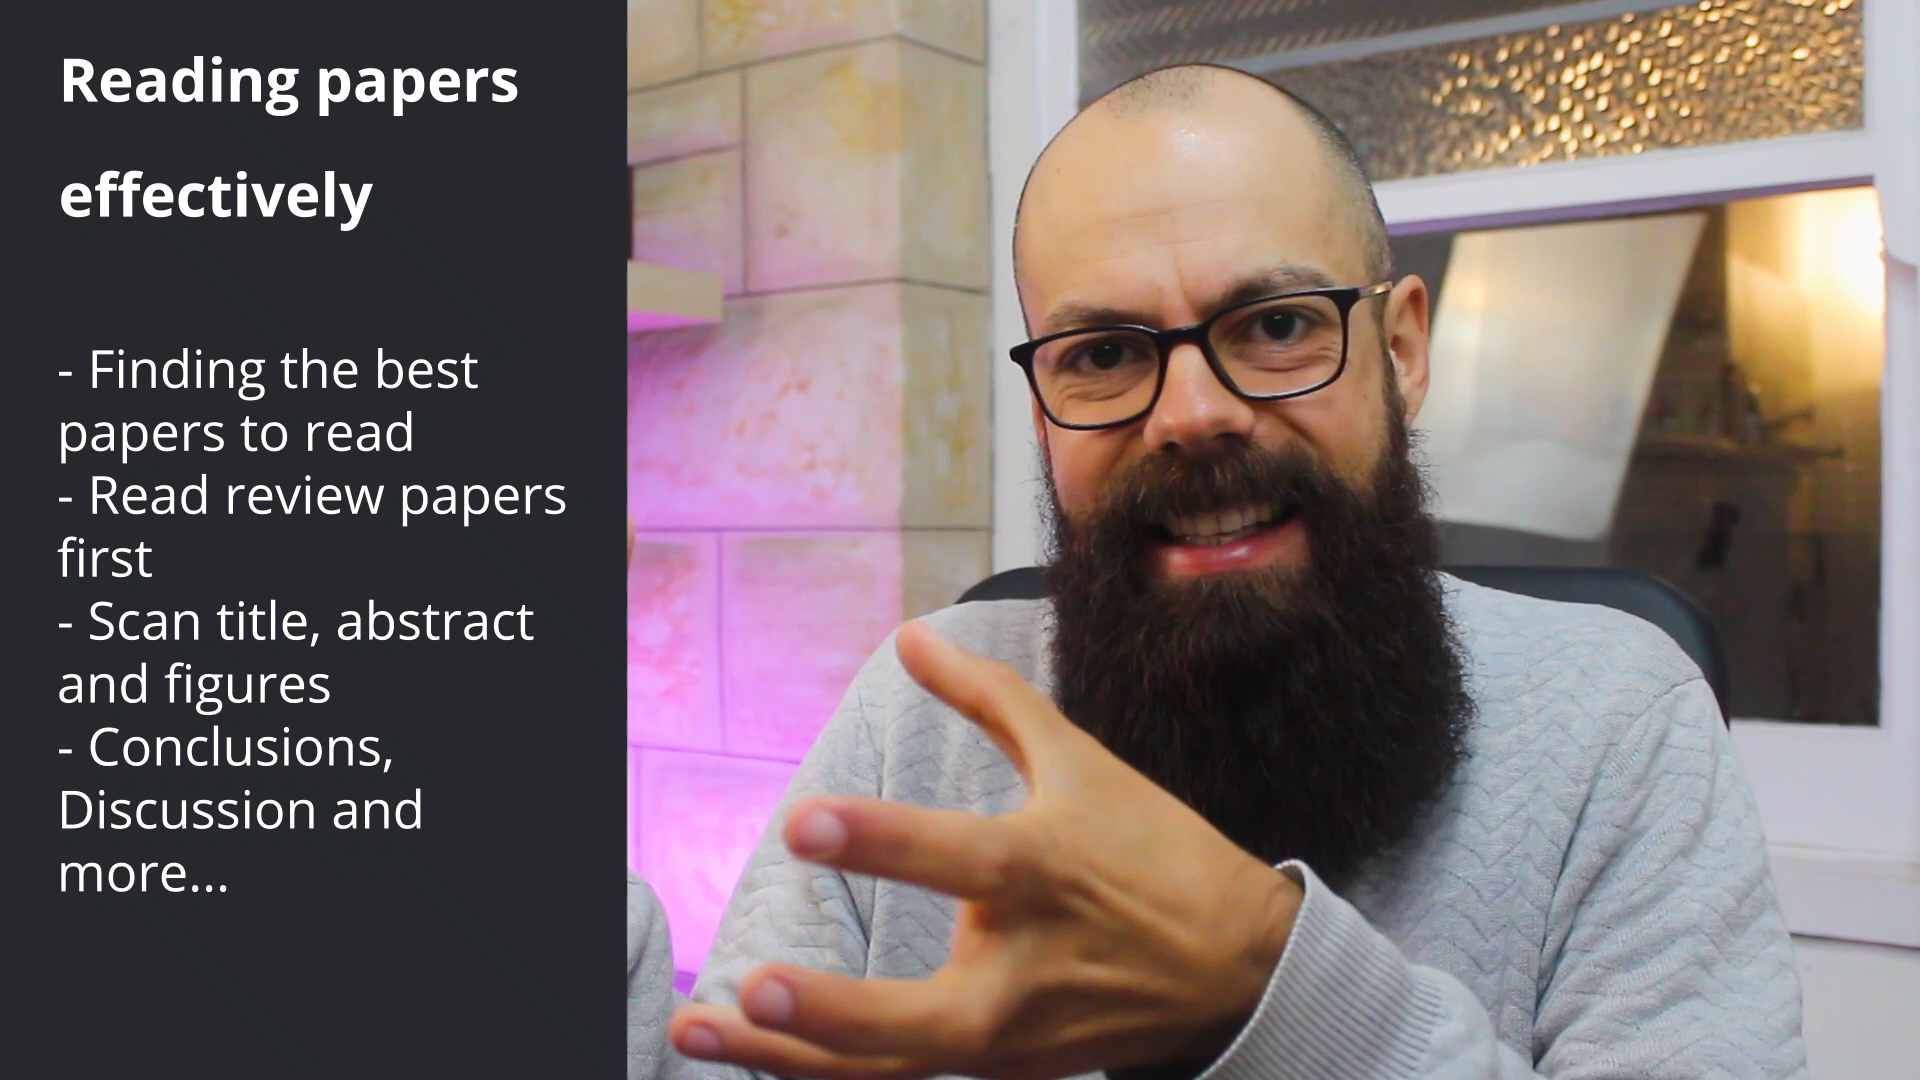 Reading papers
effectively
- Finding the best
papers to read
- Read review papers
first
- Scan title, abstract
and figures
- Conclusions,
Discussion and
more...